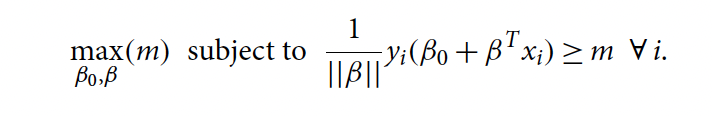 max(m) subject to 1/||β|| y_i(β_0 + β^T x_i) ≥ m ∀ i.
β_0,β